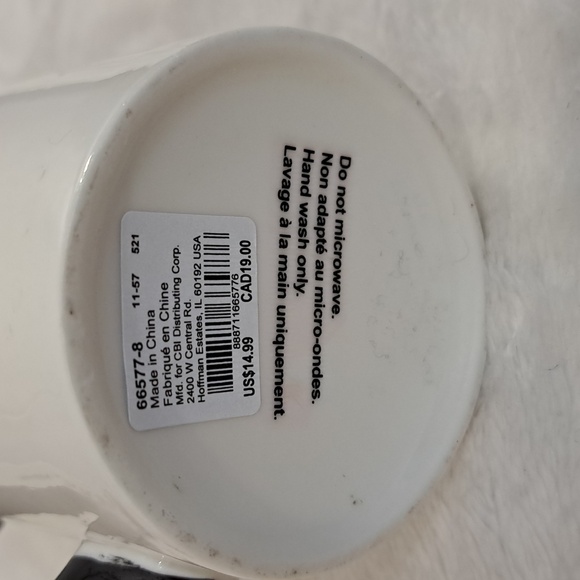 Do not microwave.
Non adapté au micro-ondes.
Hand wash only.
Lavage à la main uniquement.
66577-8 11-57 521
Made in China
Fabriqué en Chine
Mfd. for CBI Distributing Corp.
2400 W Central Rd.
Hoffman Estates, IL 60192 USA
888711665776
US$14.99 CAD19.00